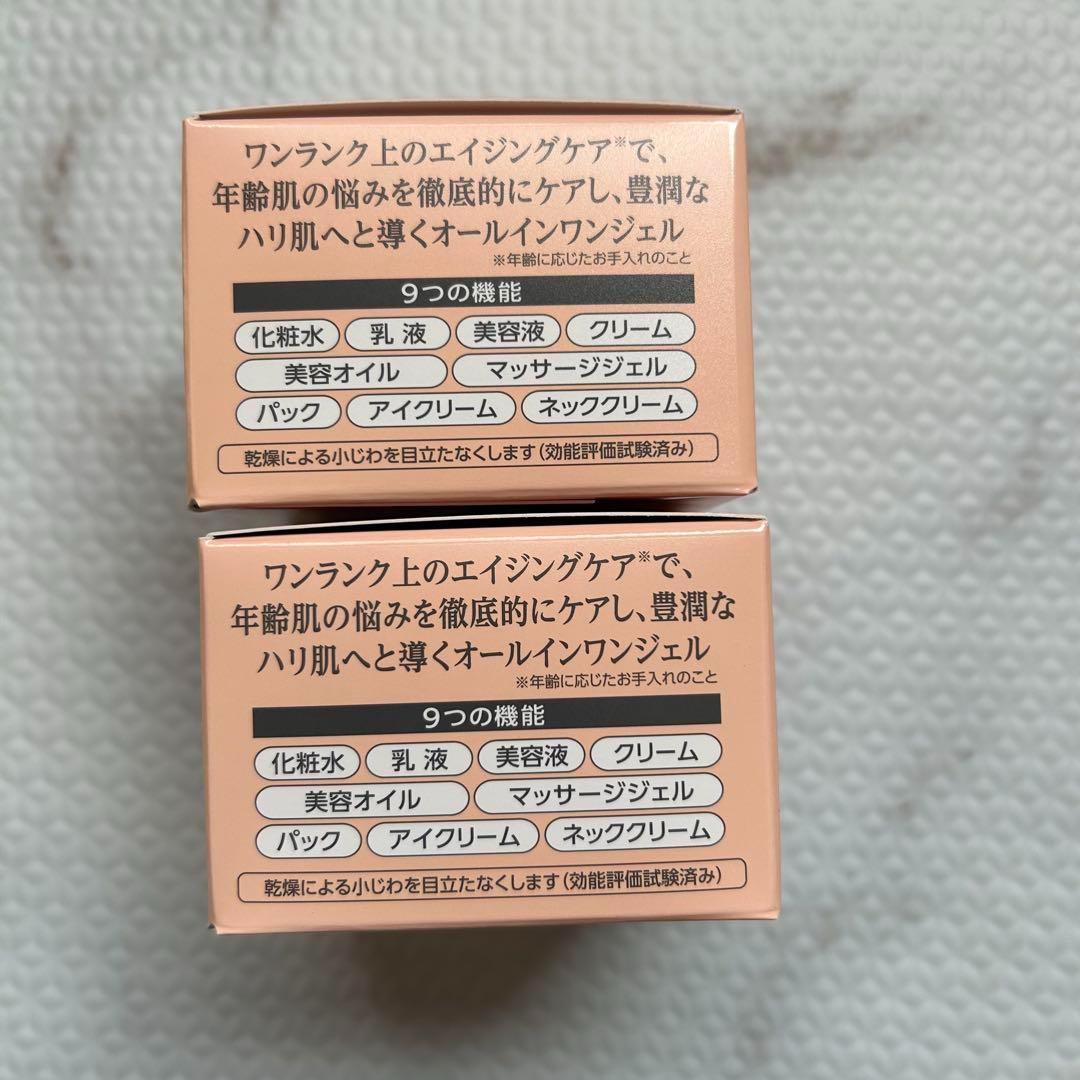 ワンランク上のエイジングケア※で、
年齢肌の悩みを徹底的にケアし、豊潤な
ハリ肌へと導くオールインワンジェル
※年齢に応じたお手入れのこと
9つの機能
化粧水 乳液 美容液 クリーム
美容オイル マッサージジェル
パック アイクリーム ネッククリーム
乾燥による小じわを目立たなくします(効能評価試験済み)
ワンランク上のエイジングケア※で、
年齢肌の悩みを徹底的にケアし、豊潤な
ハリ肌へと導くオールインワンジェル
※年齢に応じたお手入れのこと
9つの機能
化粧水 乳液 美容液 クリーム
美容オイル マッサージジェル
パック アイクリーム ネッククリーム
乾燥による小じわを目立たなくします(効能評価試験済み)